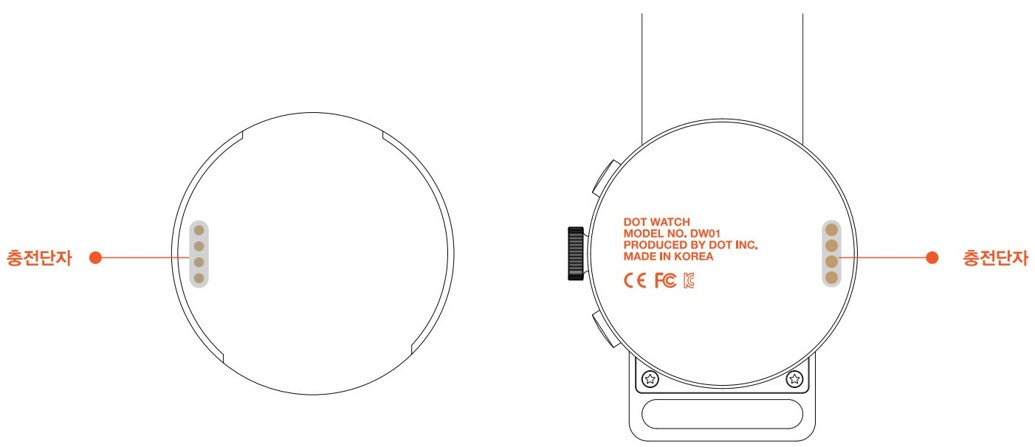 충전단자
DOT WATCH
MODEL NO. DW01
PRODUCED BY DOT INC.
MADE IN KOREA
CE FC KC
충전단자